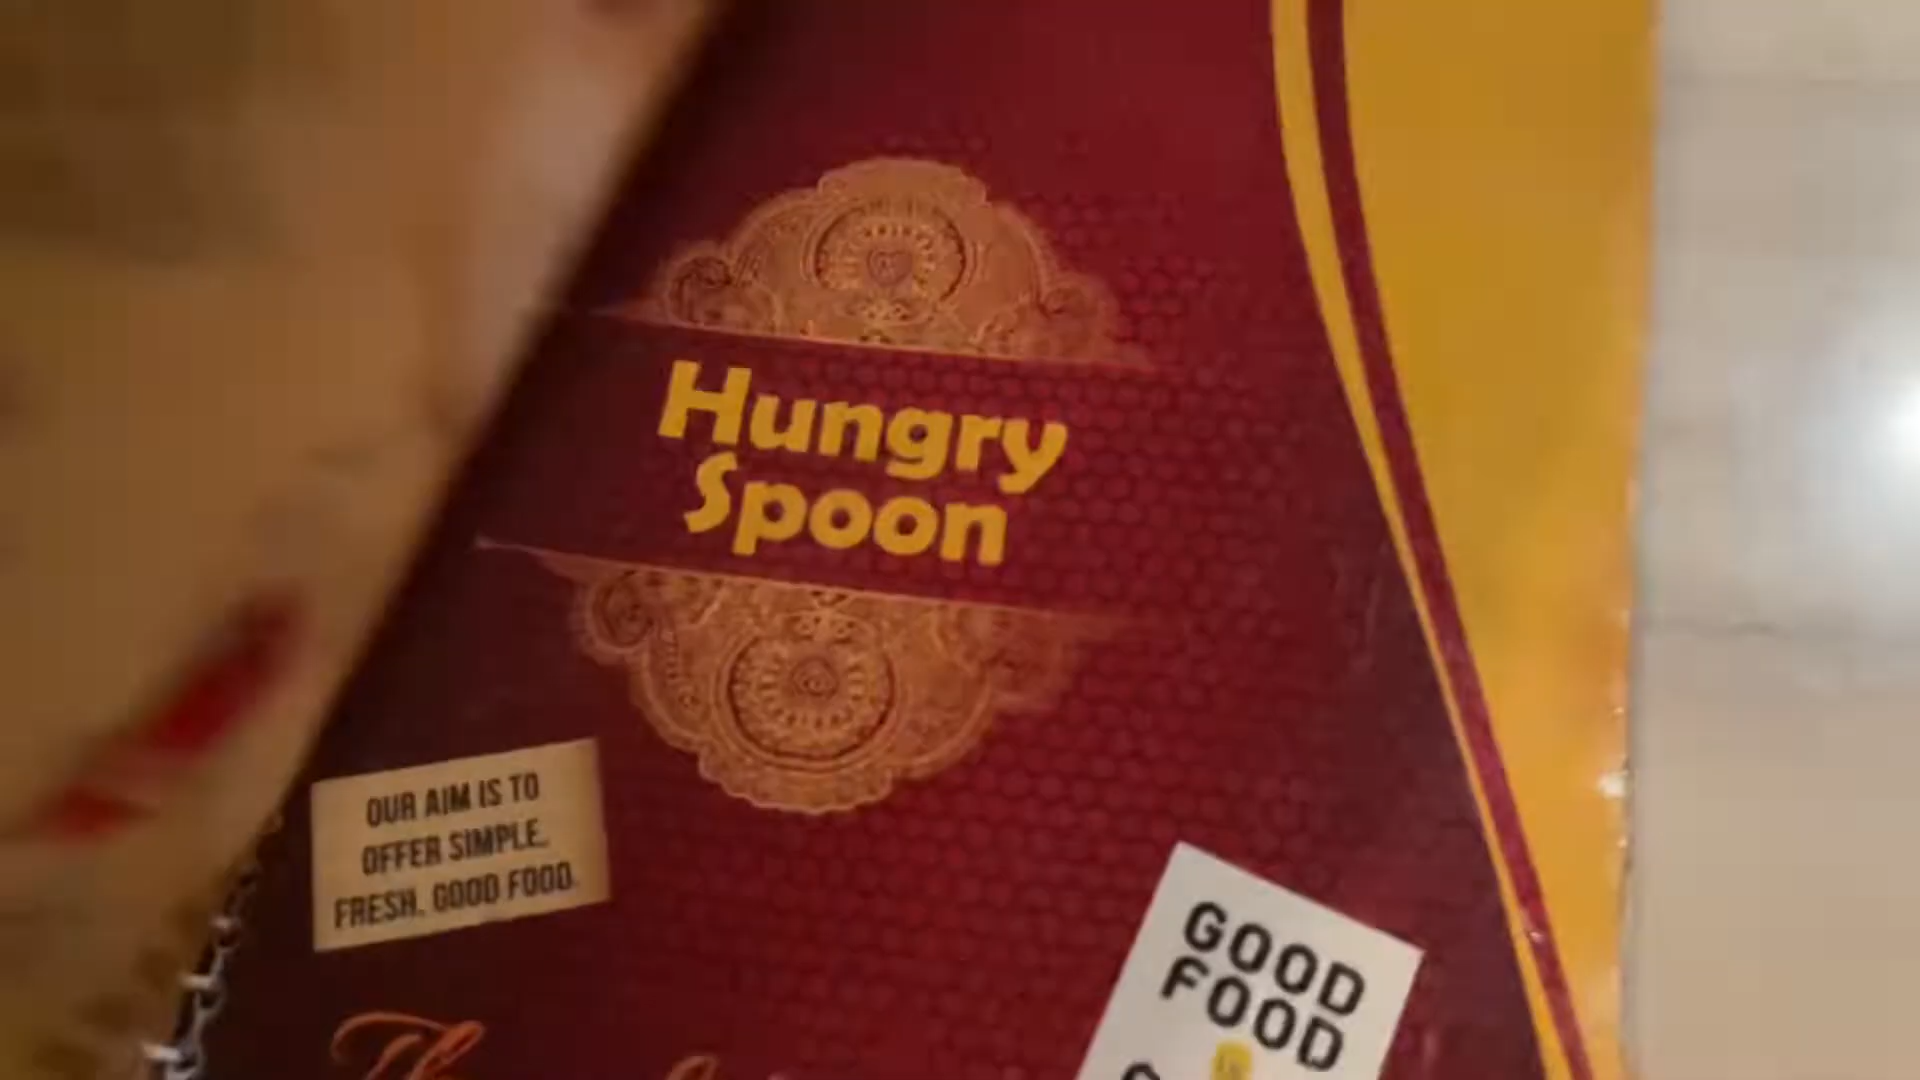 Hungry
Spoon
OUR AIM IS TO
OFFER SIMPLE,
FRESH, GOOD FOOD.
GOOD
FOOD